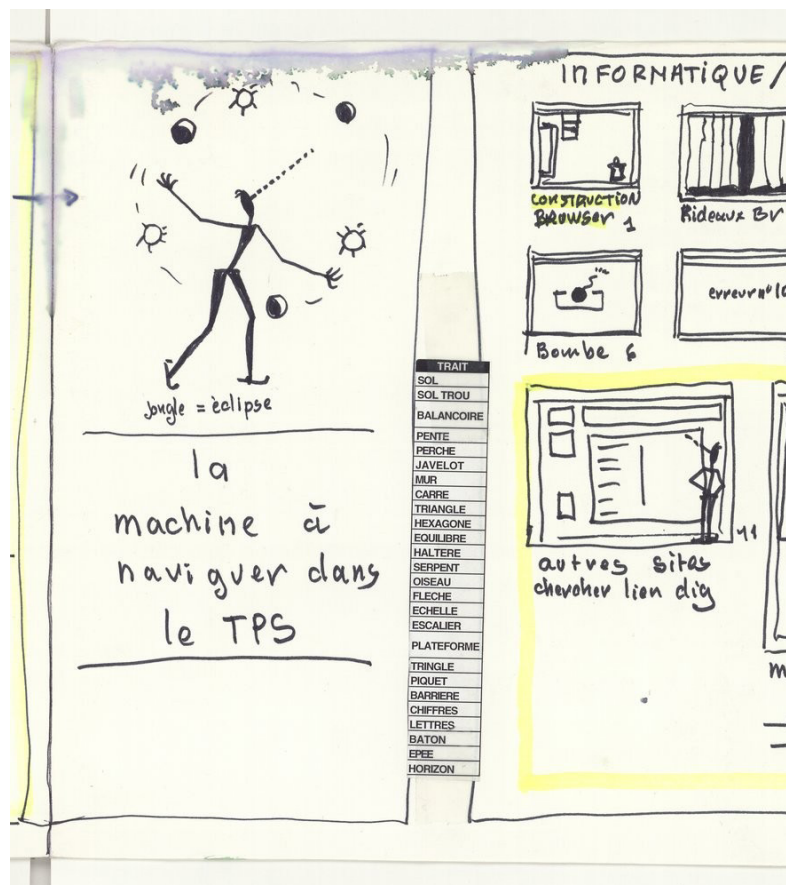 jongle = èclipse
la
machine à
naviguer dans
le TPS
TRAIT
SOL
SOL TROU
BALANCOIRE
PENTE
PERCHE
JAVELOT
MUR
CARRE
TRIANGLE
HEXAGONE
EQUILIBRE
HALTERE
SERPENT
OISEAU
FLECHE
ECHELLE
ESCALIER
PLATEFORME
TRINGLE
PIQUET
BARRIERE
CHIFFRES
LETTRES
BATON
EPEE
HORIZON
INFORMATIQUE/
CONSTRUCTION
BROWSER 1
Rideaux Br
Bombe 6
erreur n°10
11
autres sites
chercher lien dig
m